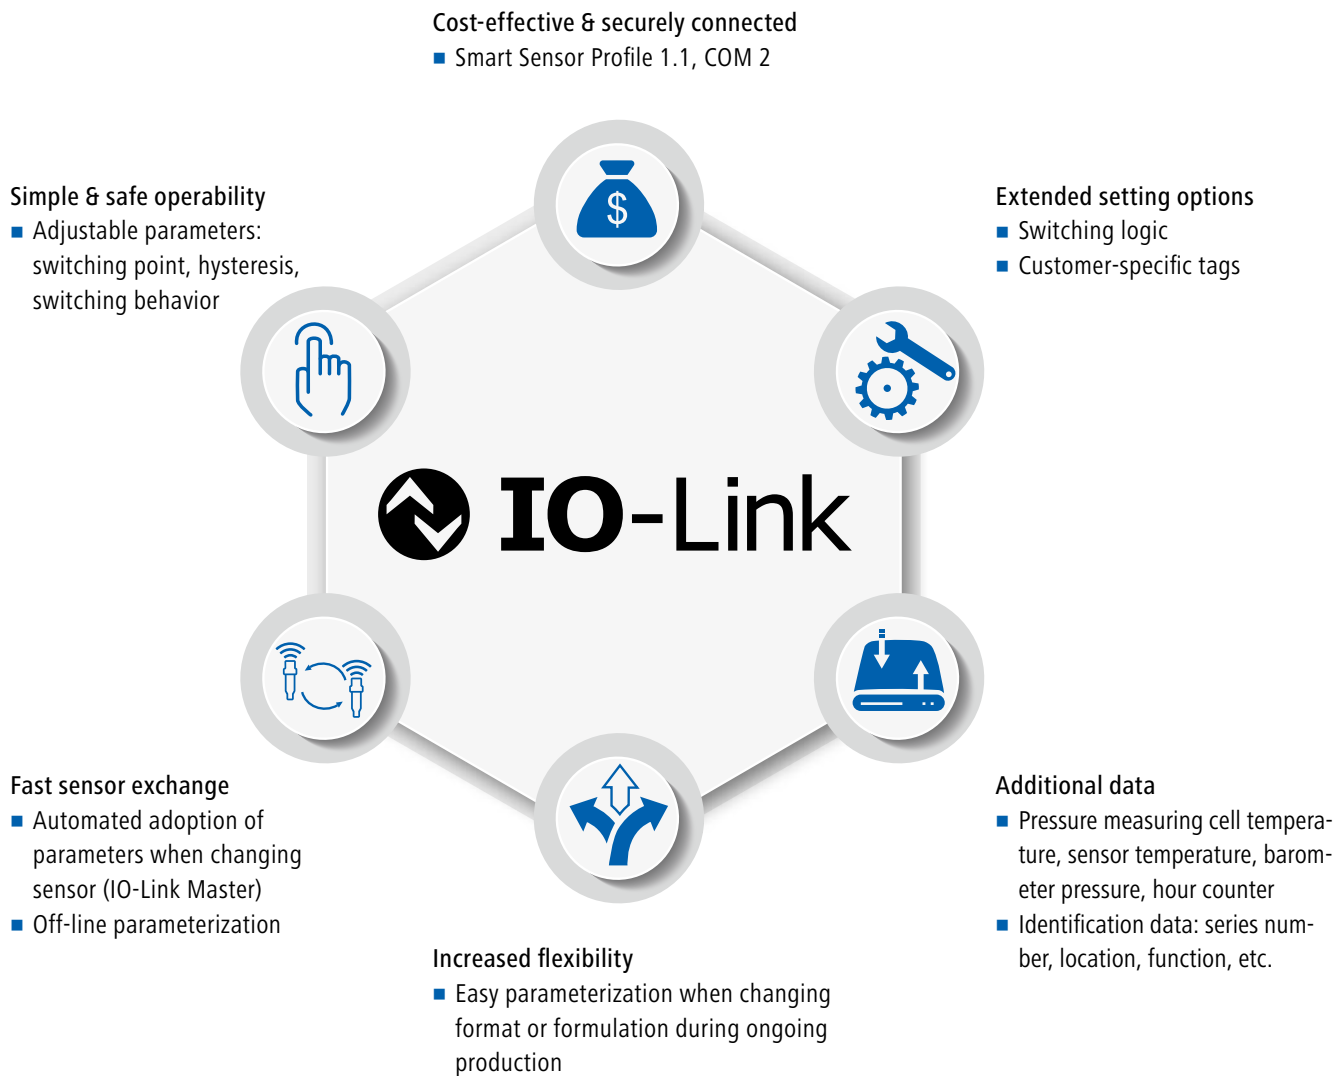 Cost-effective & securely connected
■ Smart Sensor Profile 1.1, COM 2
Simple & safe operability
■ Adjustable parameters:
switching point, hysteresis,
switching behavior
Extended setting options
■ Switching logic
■ Customer-specific tags
$
IO-Link
Fast sensor exchange
■ Automated adoption of
parameters when changing
sensor (IO-Link Master)
■ Off-line parameterization
Additional data
■ Pressure measuring cell tempera-
ture, sensor temperature, barom-
eter pressure, hour counter
■ Identification data: series num-
ber, location, function, etc.
Increased flexibility
■ Easy parameterization when changing
format or formulation during ongoing
production